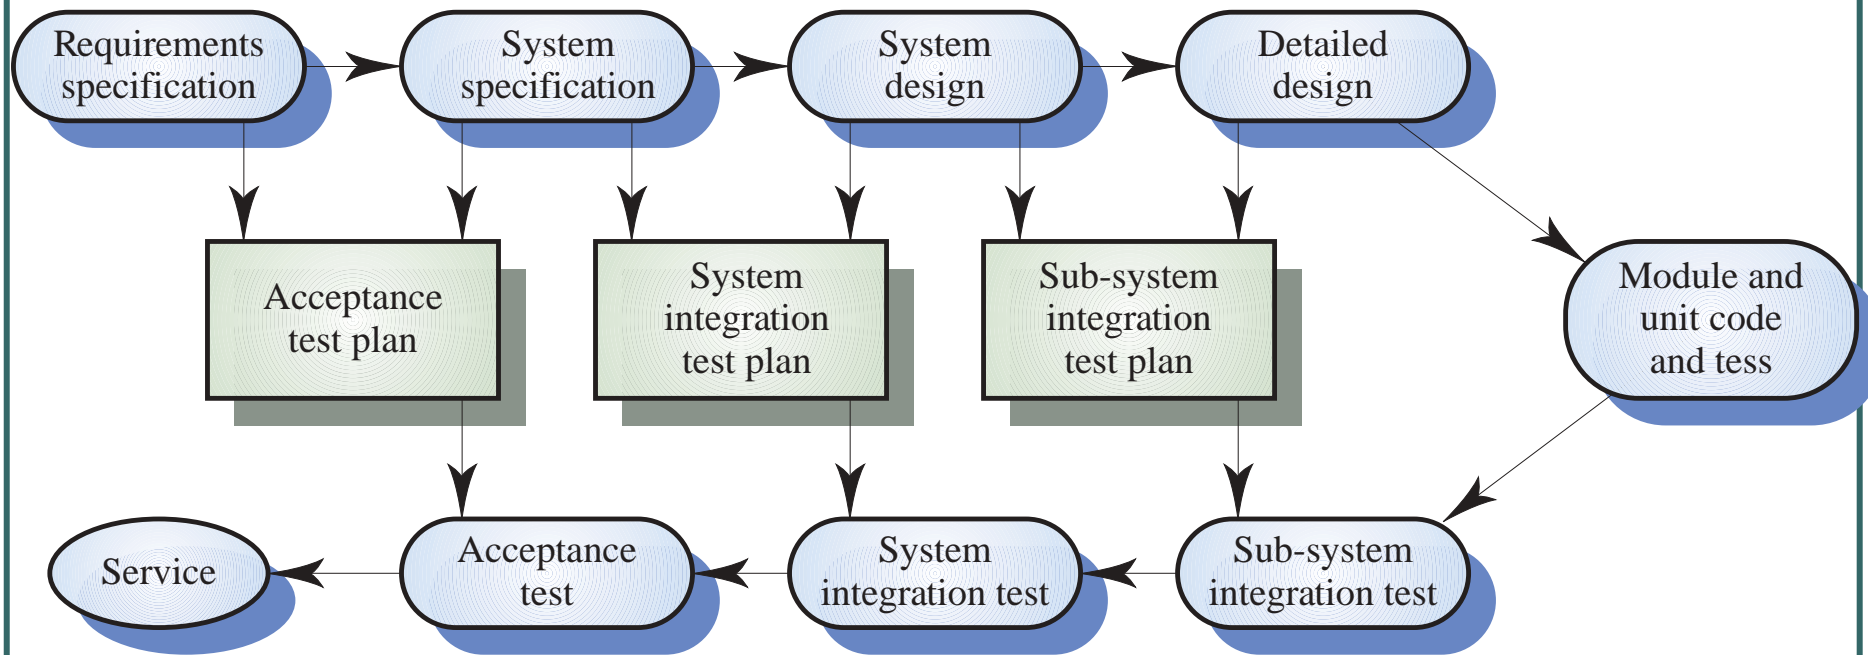 Requirements
specification
System
specification
System
design
Detailed
design
Acceptance
test plan
System
integration
test plan
Sub-system
integration
test plan
Module and
unit code
and tess
Service
Acceptance
test
System
integration test
Sub-system
integration test